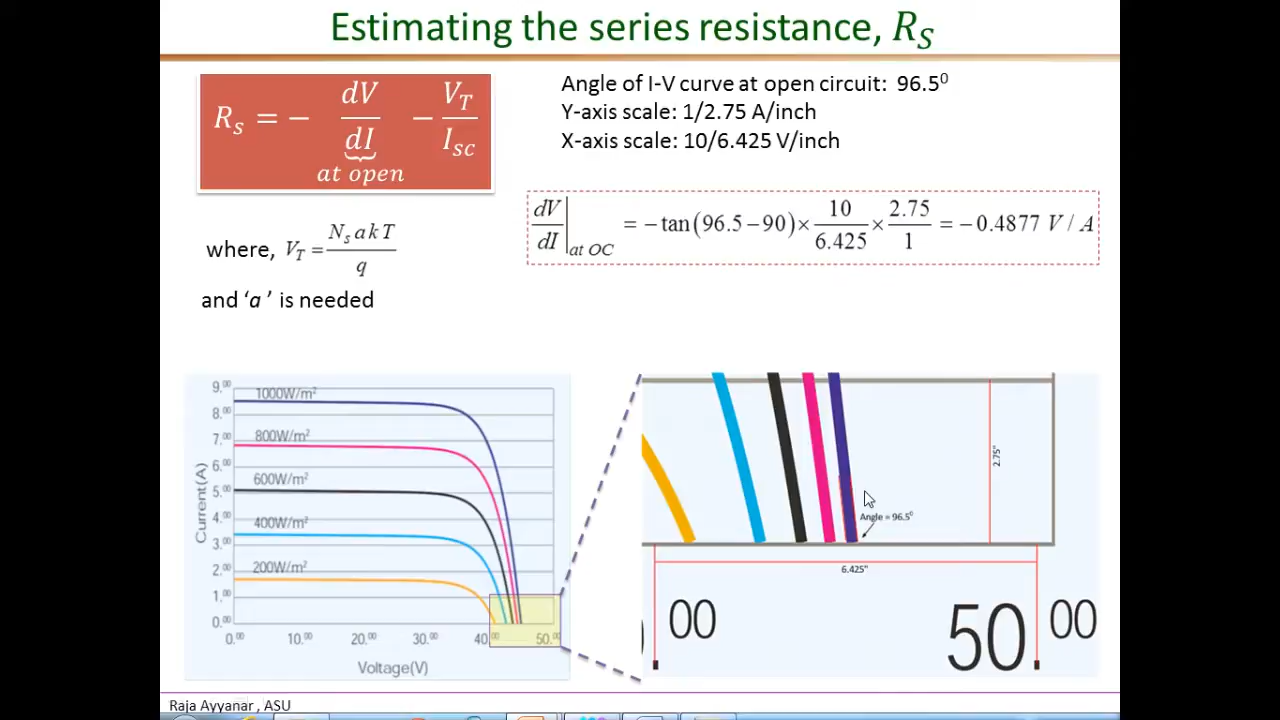 Estimating the series resistance, R_S
R_s = − dV/dI − V_T/I_sc
at open
Angle of I-V curve at open circuit: 96.5⁰
Y-axis scale: 1/2.75 A/inch
X-axis scale: 10/6.425 V/inch
dV/dI |at OC = −tan(96.5−90)× 10/6.425 × 2.75/1 = −0.4877 V / A
where, V_T = N_s a k T / q
and ‘a ’ is needed
Current(A)
9.00
8.00
7.00
6.00
5.00
4.00
3.00
2.00
1.00
0.00
1000W/m²
800W/m²
600W/m²
400W/m²
200W/m²
0.00 10.00 20.00 30.00 40.00 50.00
Voltage(V)
2.75"
Angle = 96.5⁰
6.425"
00 50.00
Raja Ayyanar , ASU